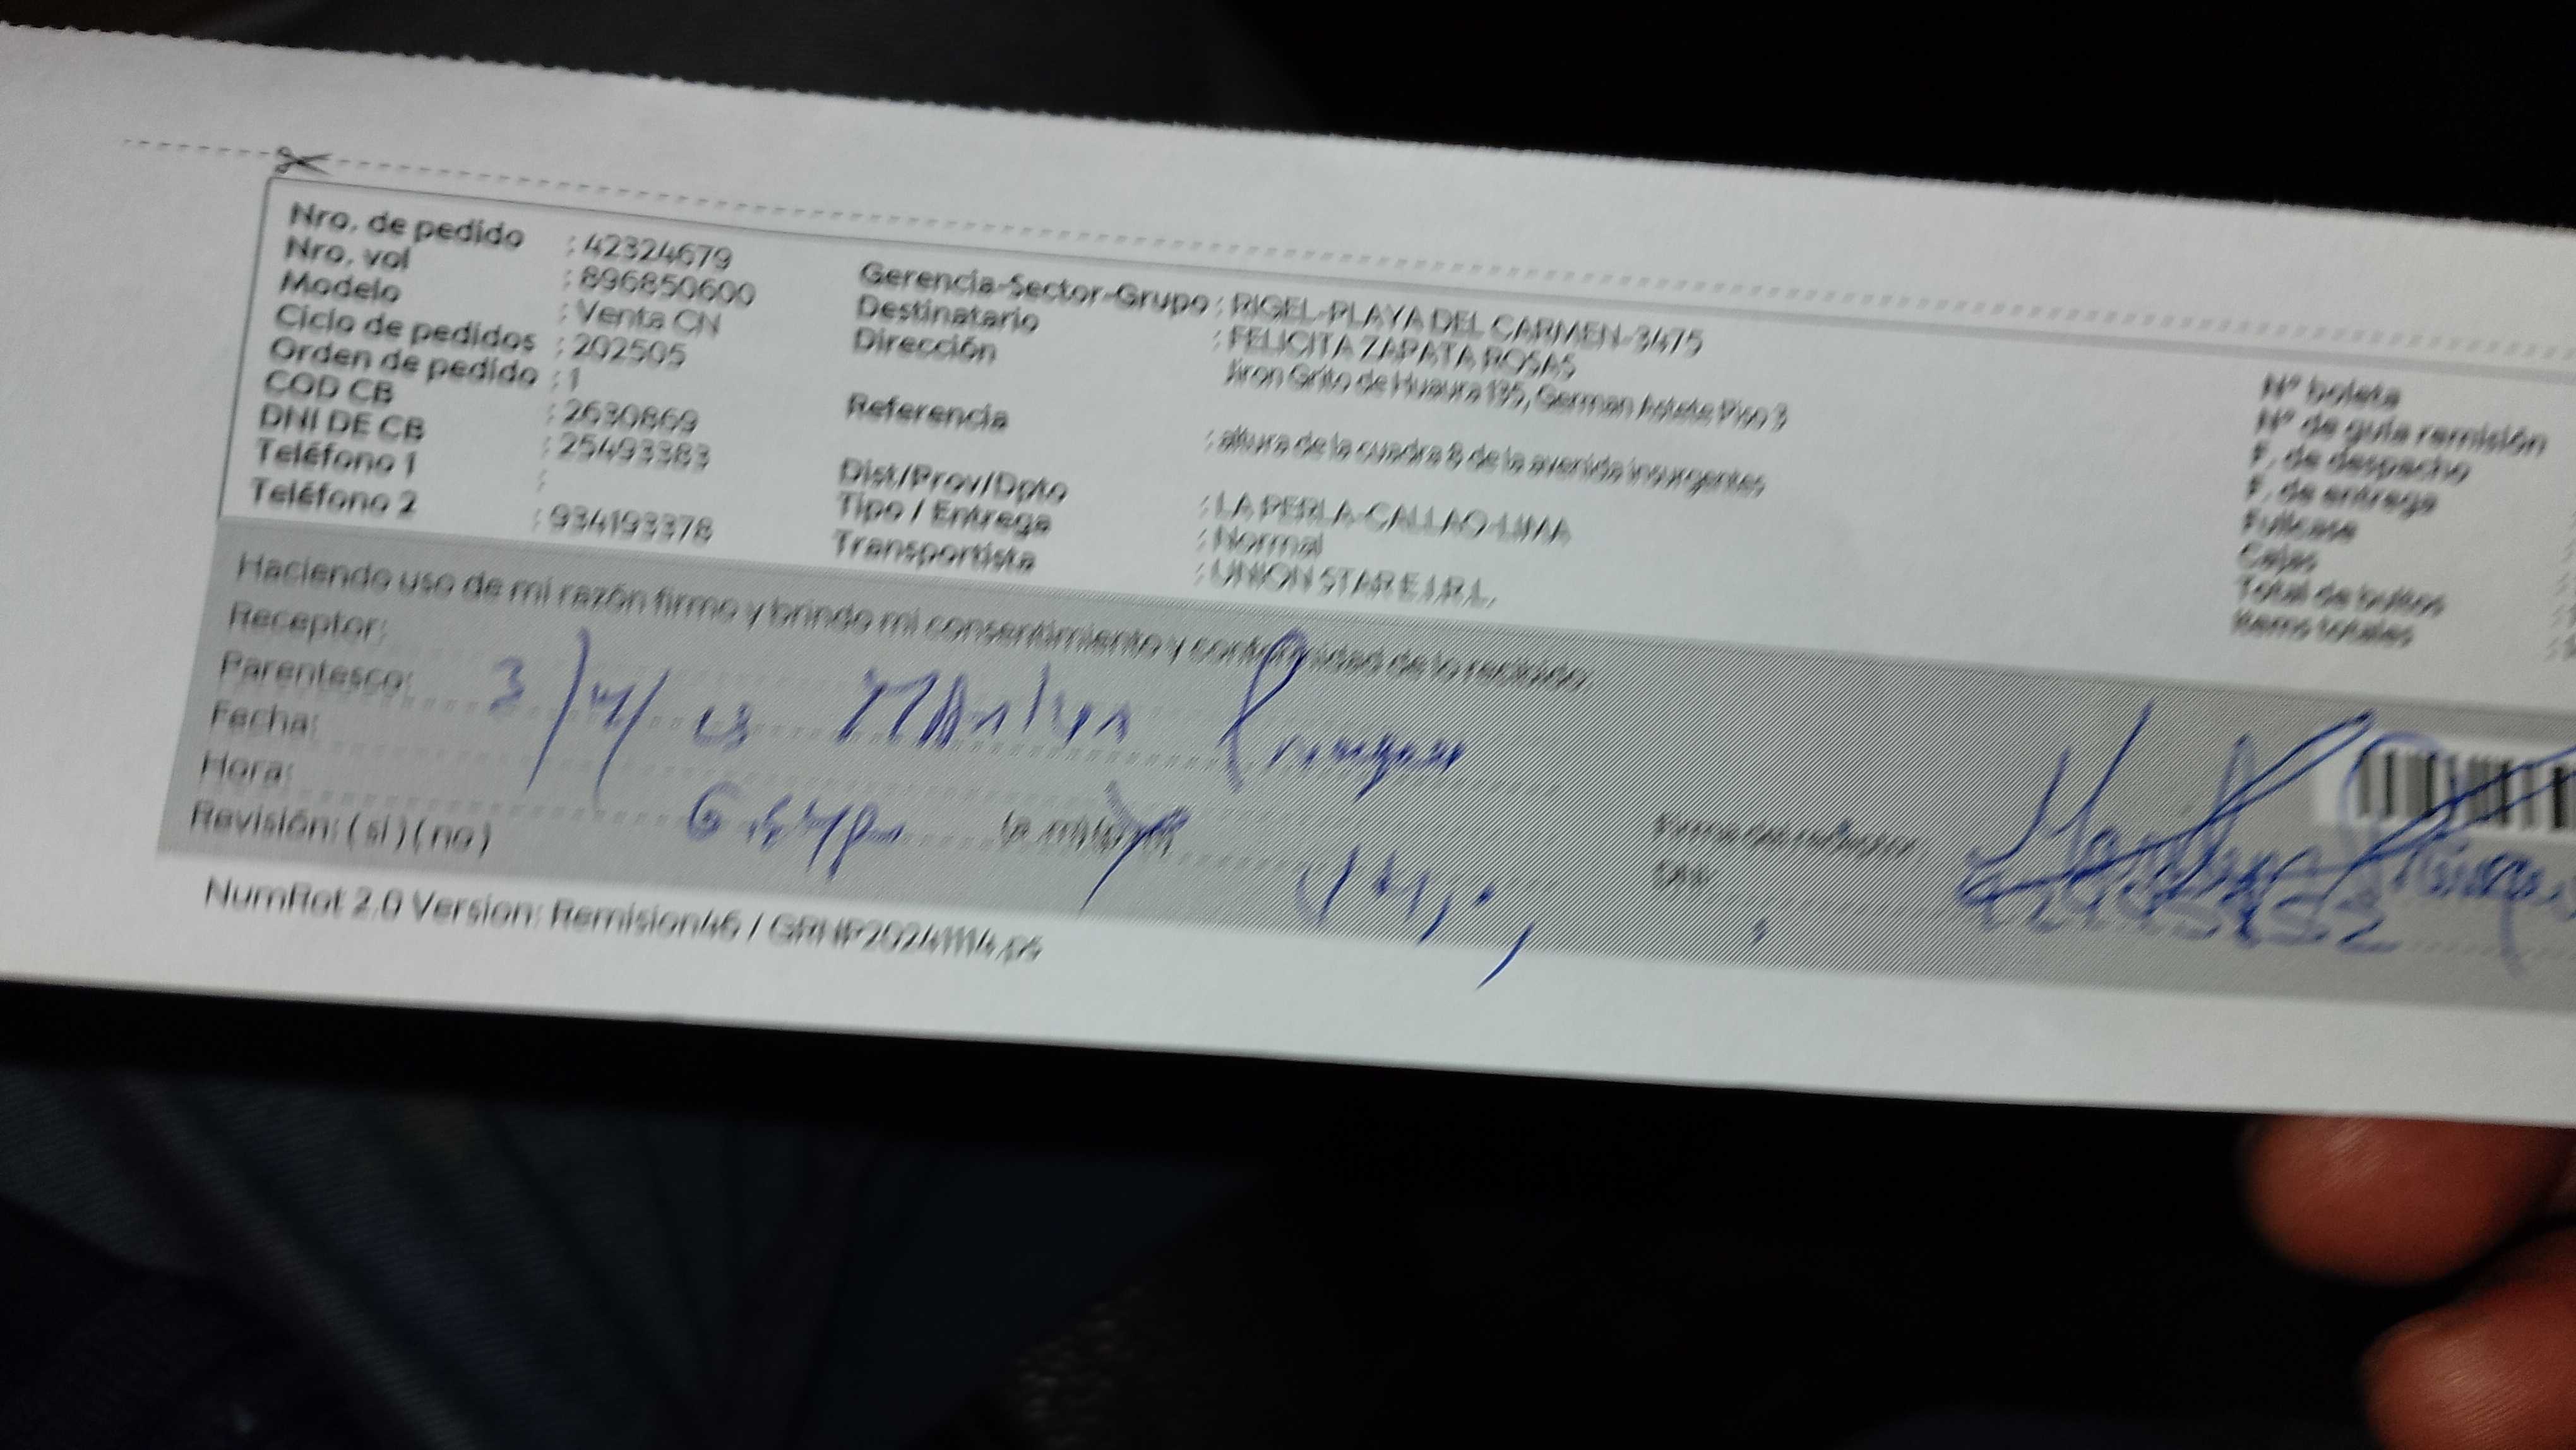 Nro. de pedido : 42324679
Nro. vol : 896850600
Modelo : Venta CN
Ciclo de pedidos : 202505
Orden de pedido : 1
COD CB : 2630869
DNI DE CB : 25493383
Teléfono 1 :
Teléfono 2 : 934193378
Gerencia-Sector-Grupo : RIGEL-PLAYA DEL CARMEN-3475
Destinatario : FELICITA ZAPATA ROSAS
Dirección : Jiron Grito de Huaura 195, German Astete Piso 3
Referencia : altura de la cuadra 8 de la avenida insurgentes
Dist/Prov/Dpto : LA PERLA-CALLAO-LIMA
Tipo / Entrega : Normal
Transportista : UNION STAR E.I.R.L.
Nº boleta
Nº de guía remisión
F. de despacho
F. de entrega
Fullcase
Cajas
Total de bultos
Items totales
Haciendo uso de mi razón firmo y brindo mi consentimiento y conformidad de lo recibido:
Receptor:
Parentesco:
Fecha:
Hora:
Revisión: ( si ) ( no )
3/4/
NumRot 2.0 Version: Remision46 /